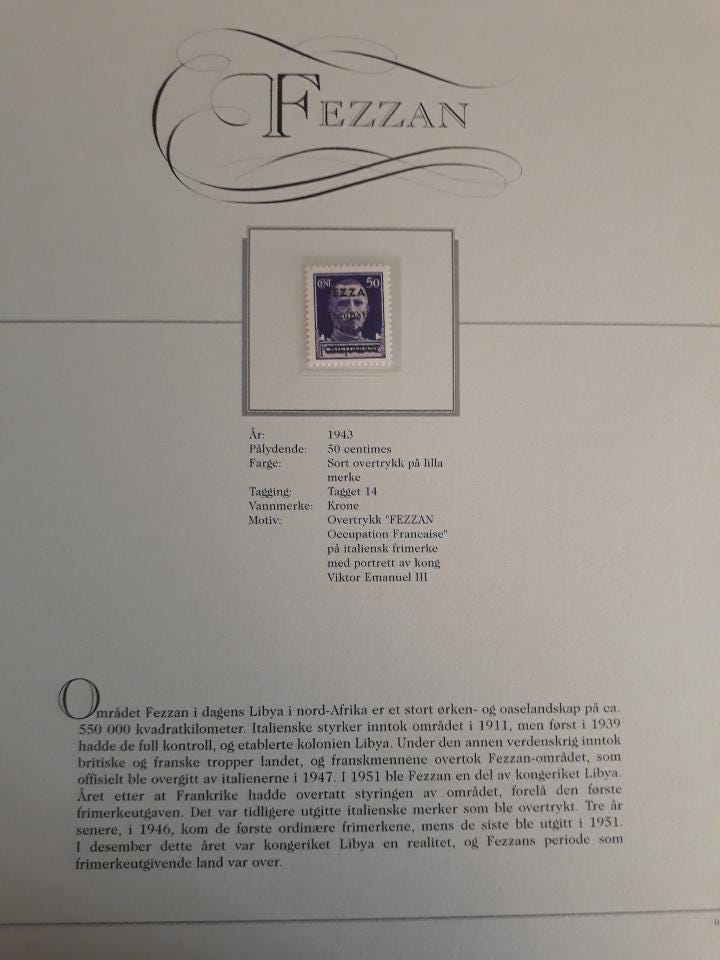 FEZZAN
CENT 50
EZZA
År: 1943
Pålydende: 50 centimes
Farge: Sort overtrykk på lilla
merke
Tagging: Tagget 14
Vannmerke: Krone
Motiv: Overtrykk "FEZZAN
Occupation Francaise"
på italiensk frimerke
med portrett av kong
Viktor Emanuel III
Området Fezzan i dagens Libya i nord-Afrika er et stort ørken- og oaselandskap på ca.
550 000 kvadratkilometer. Italienske styrker inntok området i 1911, men først i 1939
hadde de full kontroll, og etablerte kolonien Libya. Under den annen verdenskrig inntok
britiske og franske tropper landet, og franskmennene overtok Fezzan-området, som
offisielt ble overgitt av italienerne i 1947. I 1951 ble Fezzan en del av kongeriket Libya.
Året etter at Frankrike hadde overtatt styringen av området, forelå den første
frimerkeutgaven. Det var tidligere utgitte italienske merker som ble overtrykt. Tre år
senere, i 1946, kom de første ordinære frimerkene, mens de siste ble utgitt i 1951.
I desember dette året var kongeriket Libya en realitet, og Fezzans periode som
frimerkeutgivende land var over.